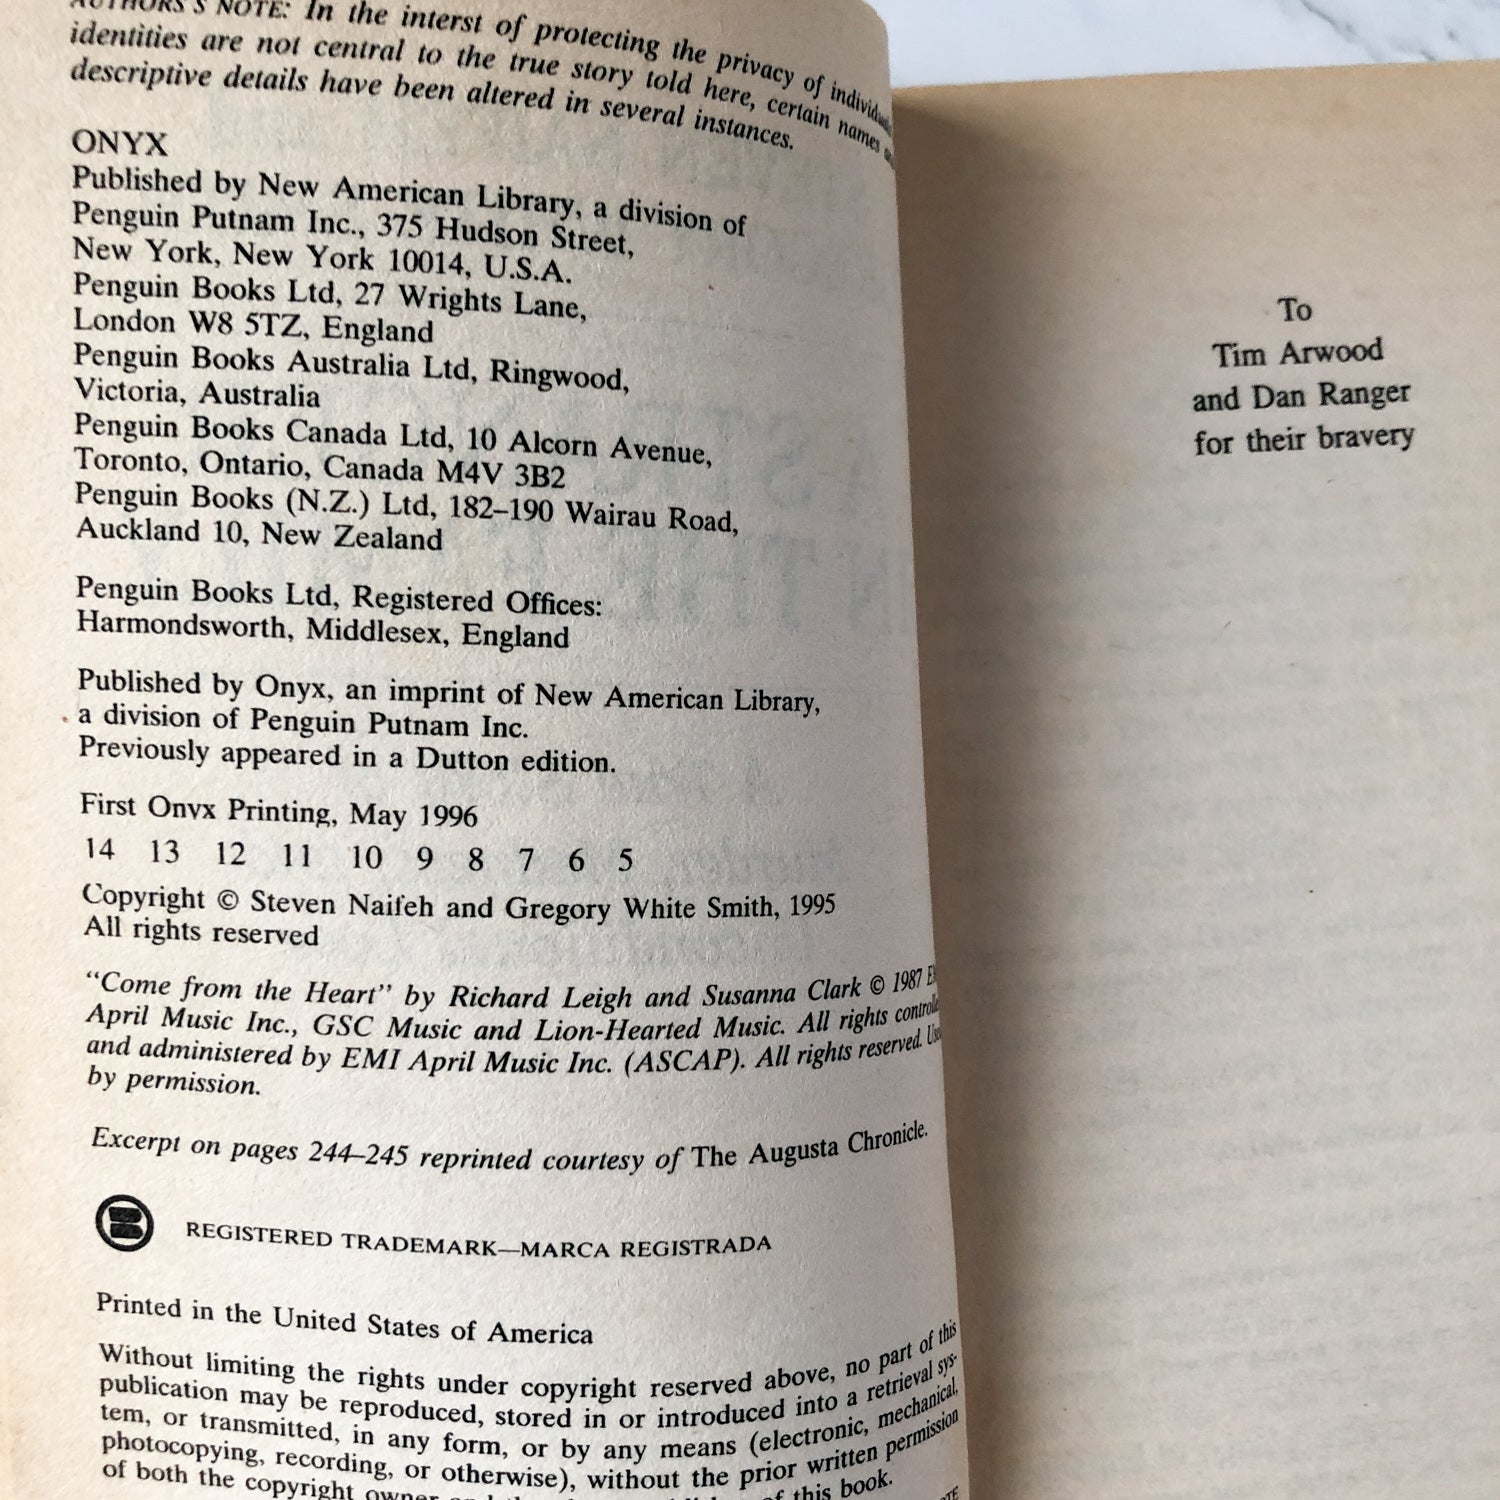 AUTHORS'S NOTE: In the interst of protecting the privacy of
identities are not central to the true story told here, certain names
descriptive details have been altered in several instances.
ONYX
Published by New American Library, a division of
Penguin Putnam Inc., 375 Hudson Street,
New York, New York 10014, U.S.A.
Penguin Books Ltd, 27 Wrights Lane,
London W8 5TZ, England
Penguin Books Australia Ltd, Ringwood,
Victoria, Australia
Penguin Books Canada Ltd, 10 Alcorn Avenue,
Toronto, Ontario, Canada M4V 3B2
Penguin Books (N.Z.) Ltd, 182–190 Wairau Road,
Auckland 10, New Zealand
Penguin Books Ltd, Registered Offices:
Harmondsworth, Middlesex, England
Published by Onyx, an imprint of New American Library,
a division of Penguin Putnam Inc.
Previously appeared in a Dutton edition.
First Onyx Printing, May 1996
14 13 12 11 10 9 8 7 6 5
Copyright © Steven Naifeh and Gregory White Smith, 1995
All rights reserved
"Come from the Heart" by Richard Leigh and Susanna Clark © 1987
April Music Inc., GSC Music and Lion-Hearted Music. All rights
and administered by EMI April Music Inc. (ASCAP). All rights reserved.
by permission.
Excerpt on pages 244–245 reprinted courtesy of The Augusta Chronicle.
REGISTERED TRADEMARK—MARCA REGISTRADA
Printed in the United States of America
Without limiting the rights under copyright reserved above, no part of this
publication may be reproduced, stored in or introduced into a retrieval sys-
tem, or transmitted, in any form, or by any means (electronic, mechanical,
photocopying, recording, or otherwise), without the prior written permission
of both the copyright owner of this book.
To
Tim Arwood
and Dan Ranger
for their bravery